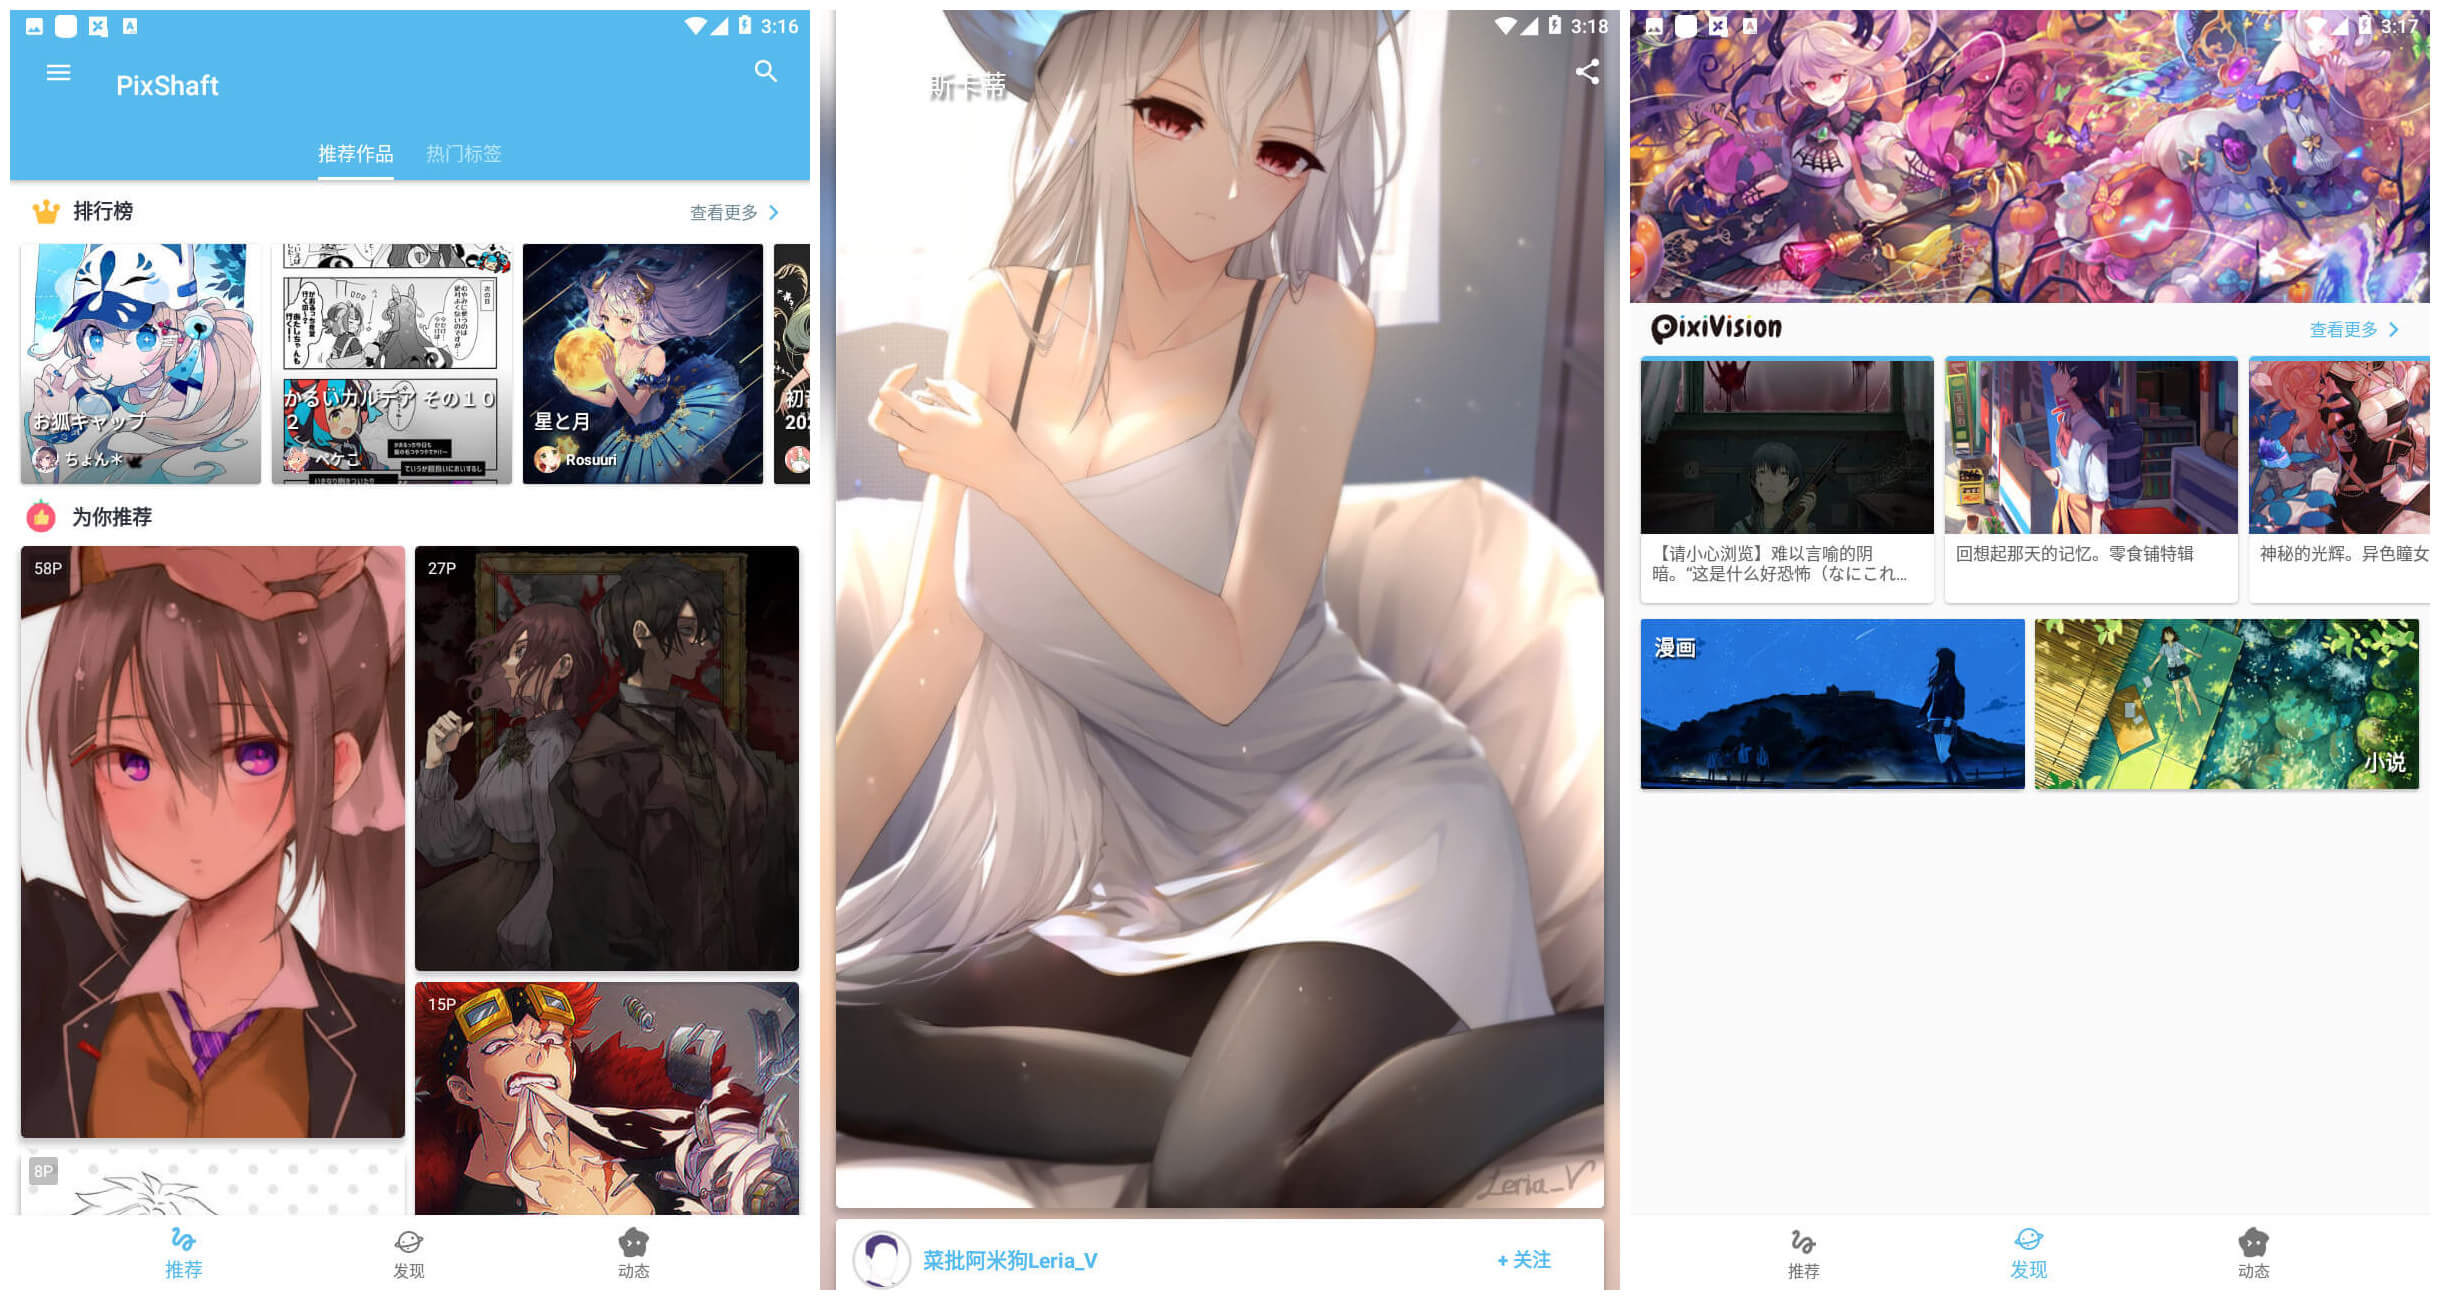 3:16
PixShaft
推荐作品
热门标签
排行榜
查看更多
お狐キャップ
ちょん*
次の日
かるいカルデア その１０
２
ペケこ
星と月
Rosuuri
初
202
为你推荐
58P
27P
15P
8P
推荐
发现
动态
3:18
斯卡蒂
Leria_V
菜批阿米狗Leria_V
+ 关注
3:17
PixiVision
查看更多
【请小心浏览】难以言喻的阴
暗。“这是什么好恐怖（なにこれ...
回想起那天的记忆。零食铺特辑
神秘的光辉。异色瞳女
漫画
小说
推荐
发现
动态